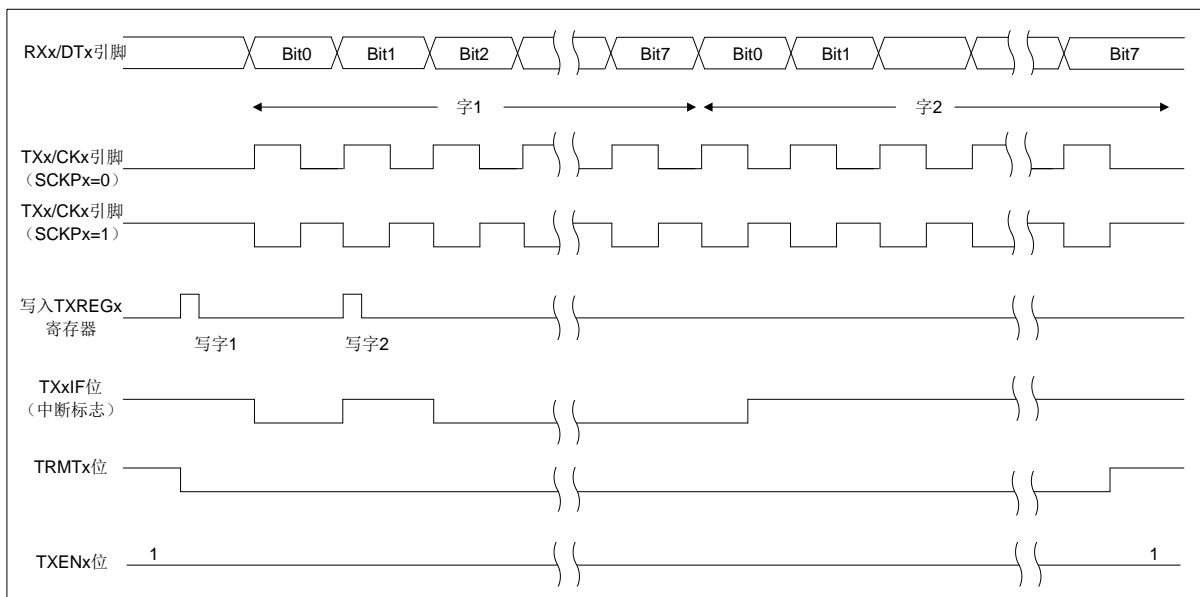 RXx/DTx引脚
Bit0 Bit1 Bit2 Bit7 Bit0 Bit1 Bit7
字1 字2
TXx/CKx引脚
（SCKPx=0）
TXx/CKx引脚
（SCKPx=1）
写入TXREGx
寄存器
写字1 写字2
TXxIF位
（中断标志）
TRMTx位
TXENx位
1 1